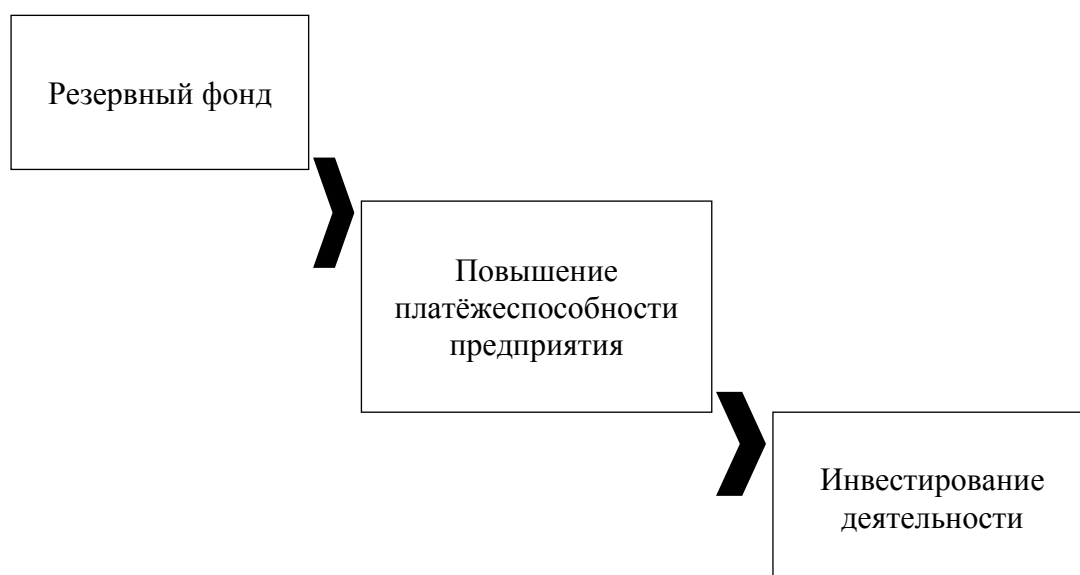 Резервный фонд
Повышение
платёжеспособности
предприятия
Инвестирование
деятельности